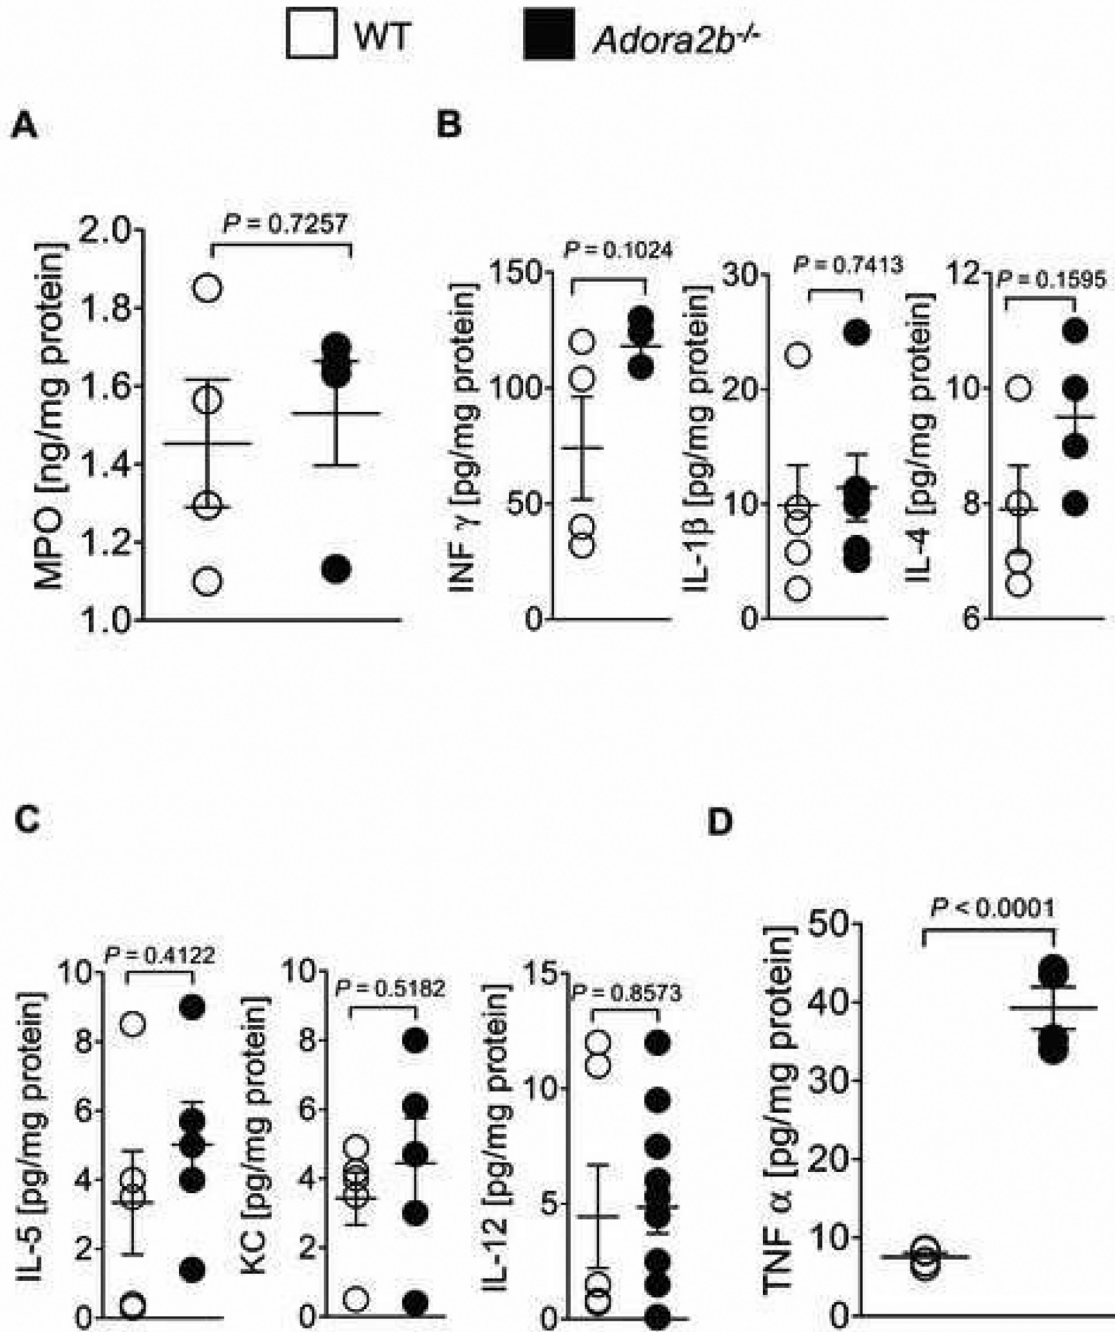 WT
Adora2b-/-
A
B
P = 0.7257
2.0
1.8
1.6
1.4
1.2
1.0
MPO [ng/mg protein]
P = 0.1024
150
100
50
0
INF γ [pg/mg protein]
P = 0.7413
30
20
10
0
IL-1β [pg/mg protein]
P = 0.1595
12
10
8
6
IL-4 [pg/mg protein]
C
D
P = 0.4122
10
8
6
4
2
0
IL-5 [pg/mg protein]
P = 0.5182
10
8
6
4
2
0
KC [pg/mg protein]
P = 0.8573
15
10
5
0
IL-12 [pg/mg protein]
P < 0.0001
50
40
30
20
10
0
TNF α [pg/mg protein]